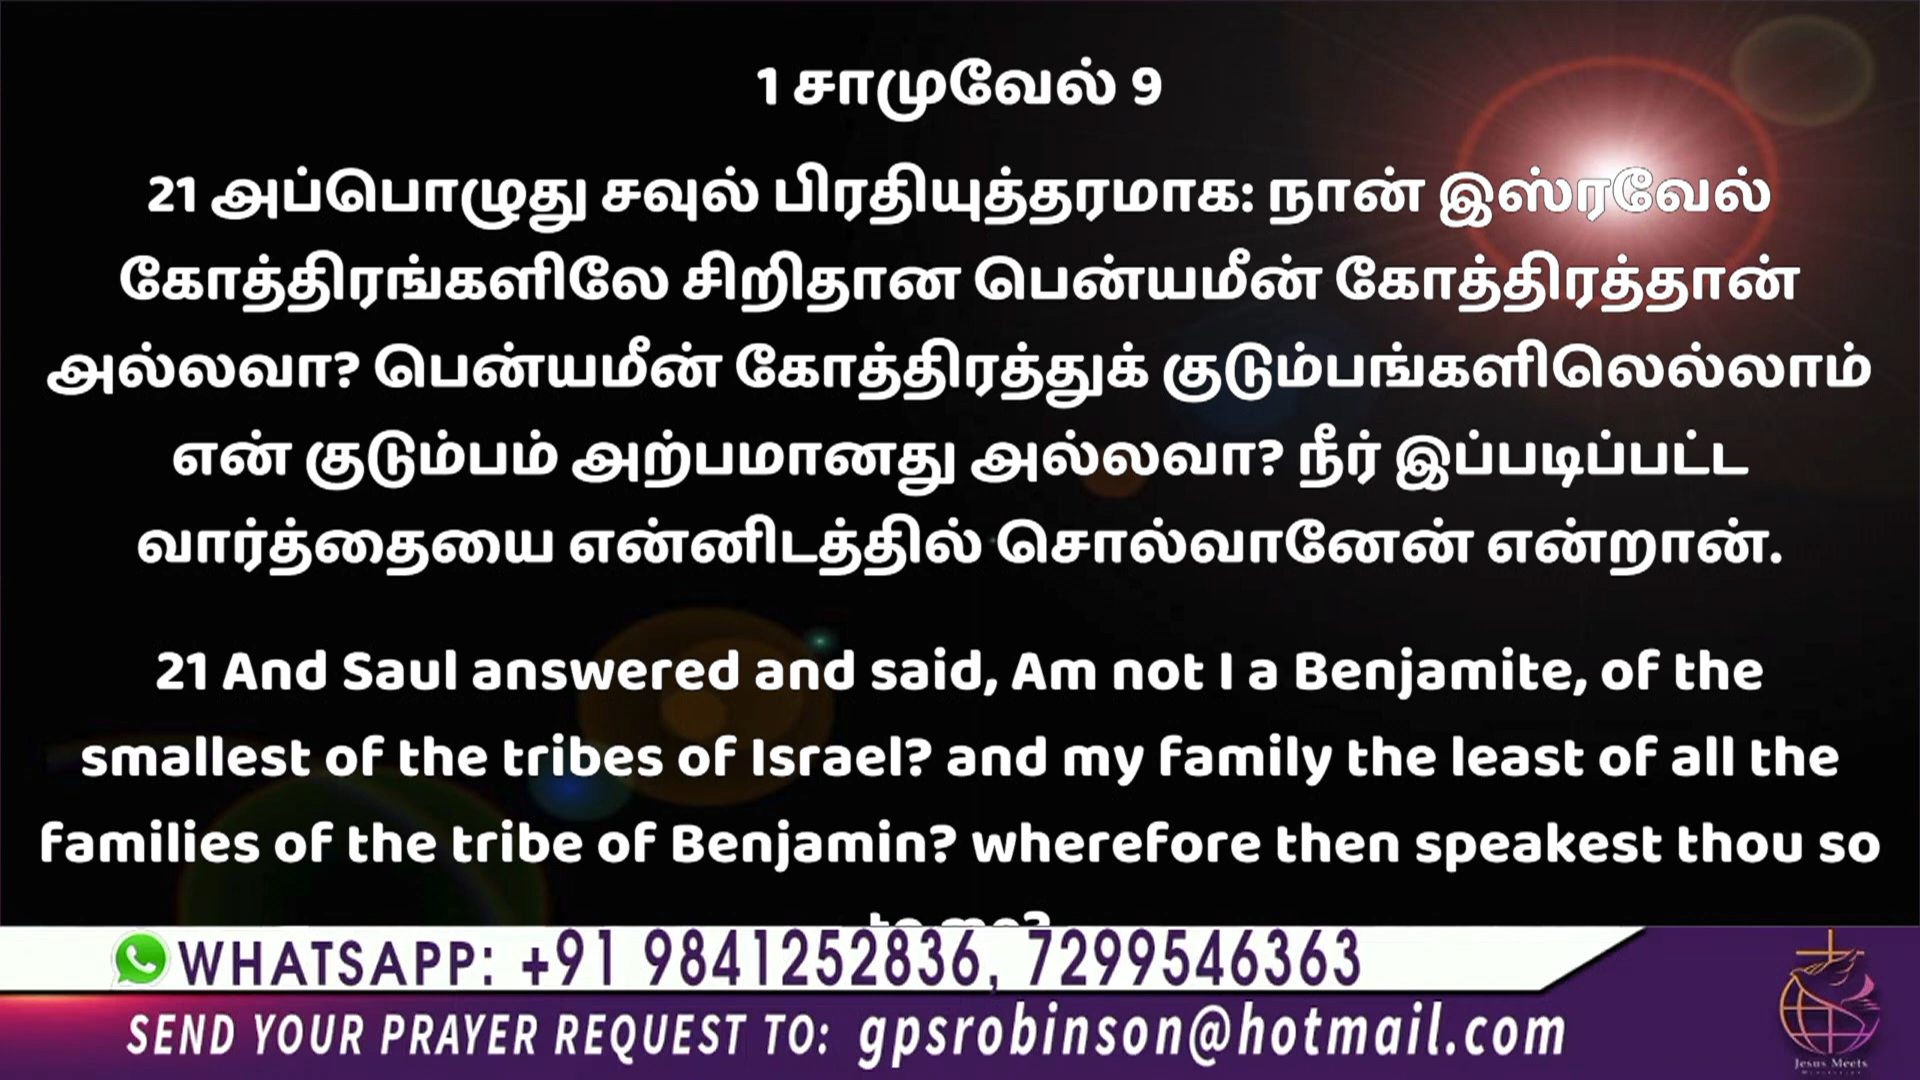 1 சாமுவேல் 9
21 அப்பொழுது சவுல் பிரதியுத்தரமாக: நான் இஸ்ரவேல்
கோத்திரங்களிலே சிறிதான பென்யமீன் கோத்திரத்தான்
அல்லவா? பென்யமீன் கோத்திரத்துக் குடும்பங்களிலெல்லாம்
என் குடும்பம் அற்பமானது அல்லவா? நீர் இப்படிப்பட்ட
வார்த்தையை என்னிடத்தில் சொல்வானேன் என்றான்.
21 And Saul answered and said, Am not I a Benjamite, of the
smallest of the tribes of Israel? and my family the least of all the
families of the tribe of Benjamin? wherefore then speakest thou so
to me?
WHATSAPP: +91 9841252836, 7299546363
SEND YOUR PRAYER REQUEST TO: gpsrobinson@hotmail.com
Jesus Meets